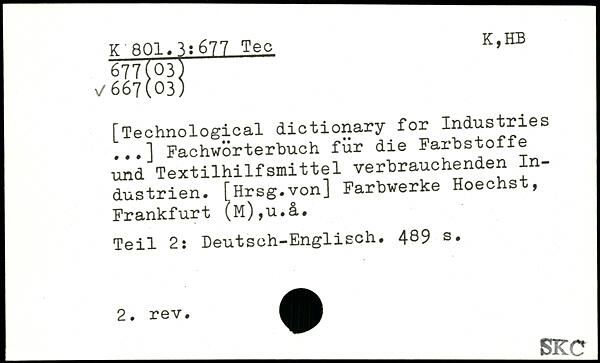 K 801.3:677 Tec
K,HB
677(03)
✓ 667(03)
[Technological dictionary for Industries
...] Fachwörterbuch für die Farbstoffe
und Textilhilfsmittel verbrauchenden In-
dustrien. [Hrsg.von] Farbwerke Hoechst,
Frankfurt (M),u.å.
Teil 2: Deutsch-Englisch. 489 s.
2. rev.
SKC